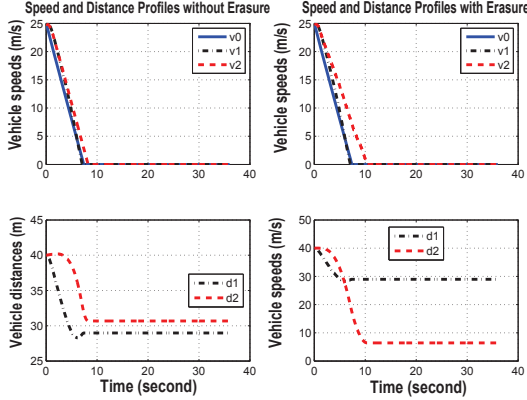 Speed and Distance Profiles without Erasure
Vehicle speeds (m/s)
25
20
15
10
5
0
0 10 20 30 40
v0
v1
v2
Speed and Distance Profiles with Erasure
Vehicle speeds (m/s)
25
20
15
10
5
0
0 10 20 30 40
v0
v1
v2
Vehicle distances (m)
45
40
35
30
25
0 10 20 30 40
d1
d2
Time (second)
Vehicle speeds (m/s)
50
40
30
20
10
0
0 10 20 30 40
d1
d2
Time (second)